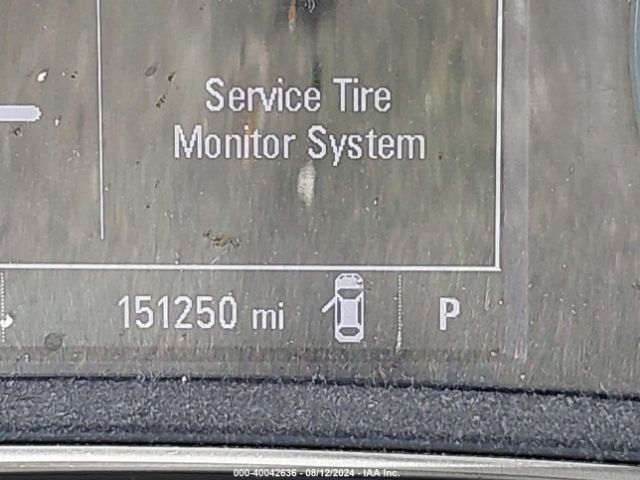 Service Tire
Monitor System
151250 mi
P
000-40042636 - 08/12/2024 - IAA Inc.